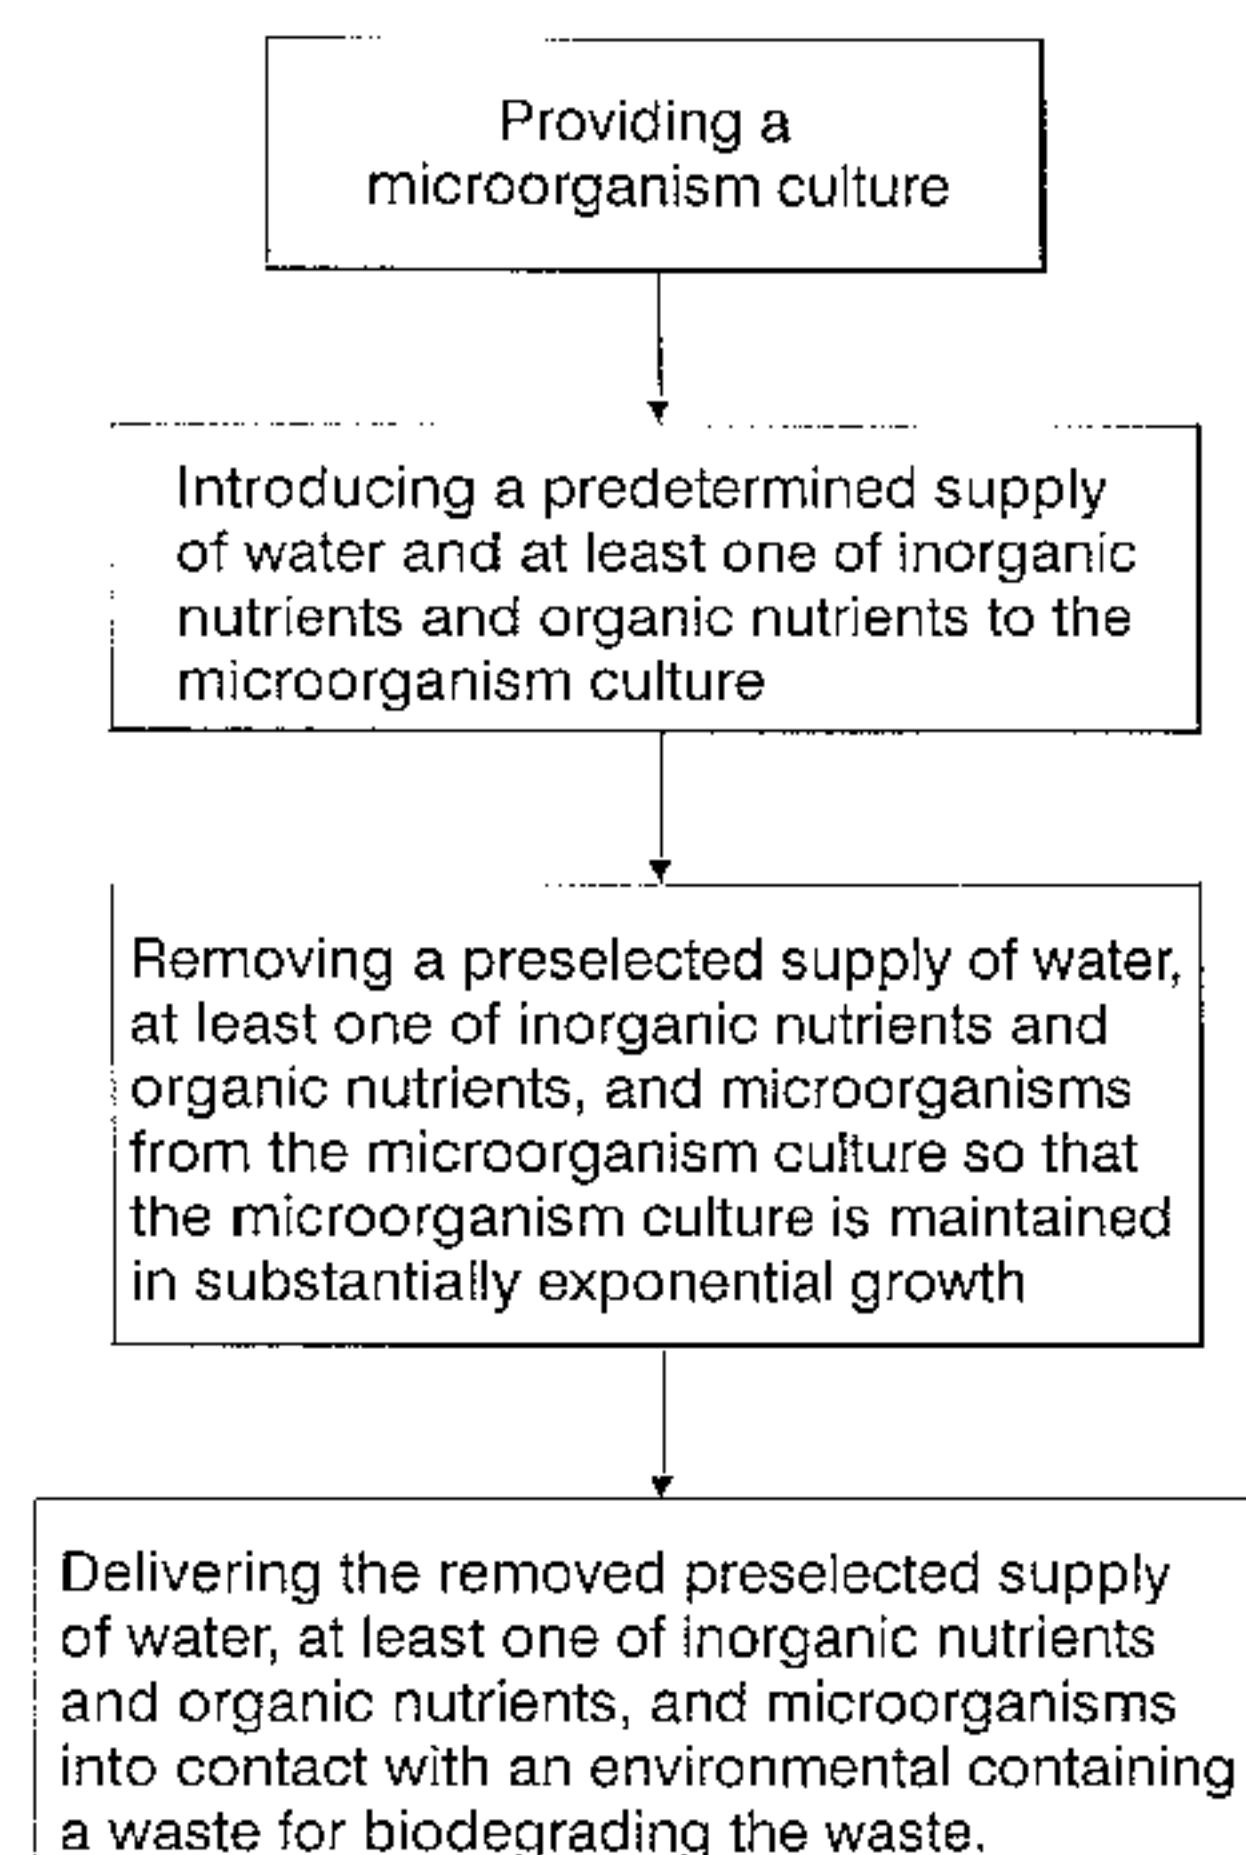 Providing a
microorganism culture
Introducing a predetermined supply
of water and at least one of inorganic
nutrients and organic nutrients to the
microorganism culture
Removing a preselected supply of water,
at least one of inorganic nutrients and
organic nutrients, and microorganisms
from the microorganism culture so that
the microorganism culture is maintained
in substantially exponential growth
Delivering the removed preselected supply
of water, at least one of inorganic nutrients
and organic nutrients, and microorganisms
into contact with an environmental containing
a waste for biodegrading the waste.